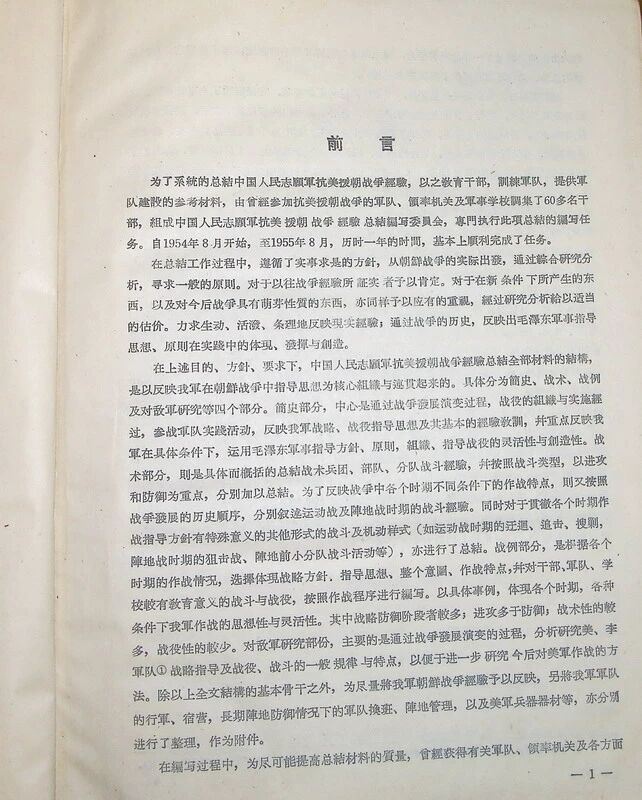 前言
为了系統的总結中国人民志願軍抗美援朝战爭經驗，以之敎育干部，訓練軍队，提供軍
队建設的参考材料，由曾經参加抗美援朝战爭的軍队、領率机关及軍事学校調集了60多名干
部，組成中国人民志願軍抗美援朝战爭經驗总結編写委員会，專門执行此項总結的編写任
务。自1954年8月开始，至1955年8月，历时一年的时間，基本上順利完成了任务。
在总結工作过程中，遵循了实事求是的方針，从朝鮮战爭的实际出發，通过綜合研究分
析，寻求一般的原則。对于以往战爭經驗所証实者予以肯定。对于在新条件下所產生的东
西，以及对今后战爭具有萌芽性質的东西，亦同样予以应有的重視，經过研究分析給以适当
的估价。力求生动、活潑、条理地反映現实經驗；通过战爭的历史，反映出毛澤东軍事指导
思想、原則在实踐中的体現、發揮与創造。
在上述目的、方針、要求下，中国人民志願軍抗美援朝战爭經驗总結全部材料的結構，
是以反映我軍在朝鮮战爭中指导思想为核心組織与連貫起来的。具体分为簡史、战术、战例
及对敌軍研究等四个部分。簡史部分，中心是通过战爭發展演变过程，战役的組織与实施經
过，参战軍队实踐活动，反映我軍战略、战役指导思想及其基本的經驗敎訓，并重点反映我
軍在具体条件下，运用毛澤东軍事指导方針、原則，組織、指导战役的灵活性与創造性。战
术部分，則是具体而概括的总結战术兵团、部队、分队战斗經驗，并按照战斗类型，以进攻
和防御为重点，分别加以总結。为了反映战爭中各个时期不同条件下的作战特点，則又按照
战爭發展的历史順序，分别叙述运动战及陣地战时期的战斗經驗。同时对于貫徹各个时期作
战指导方針有特殊意义的其他形式的战斗及机动样式（如运动战时期的迂迴、追击、搜剿，
陣地战时期的狙击战、陣地前小分队战斗活动等），亦进行了总結。战例部分，是根据各个
时期的作战情况，选擇体現战略方針、指导思想、整个意圖、作战特点，并对干部、軍队、学
校較有敎育意义的战斗与战役，按照作战程序进行編写。以具体事例，体現各个时期，各种
条件下我軍作战的思想性与灵活性。其中战略防御阶段者較多；进攻多于防御；战术性的較
多，战役性的較少。对敌軍研究部份，主要的是通过战爭發展演变的过程，分析研究美、李
軍队①战略指导及战役、战斗的一般規律与特点，以便于进一步研究今后对美軍作战的方
法。除以上全文結構的基本骨干之外，为尽量將我軍朝鮮战爭經驗予以反映，另將我軍軍队
的行軍、宿营，長期陣地防御情况下的軍队換班、陣地管理，以及美軍兵器器材等，亦分别
进行了整理，作为附件。
在編写过程中，为尽可能提高总結材料的質量，曾經获得有关軍队、領率机关及各方面
— 1 —